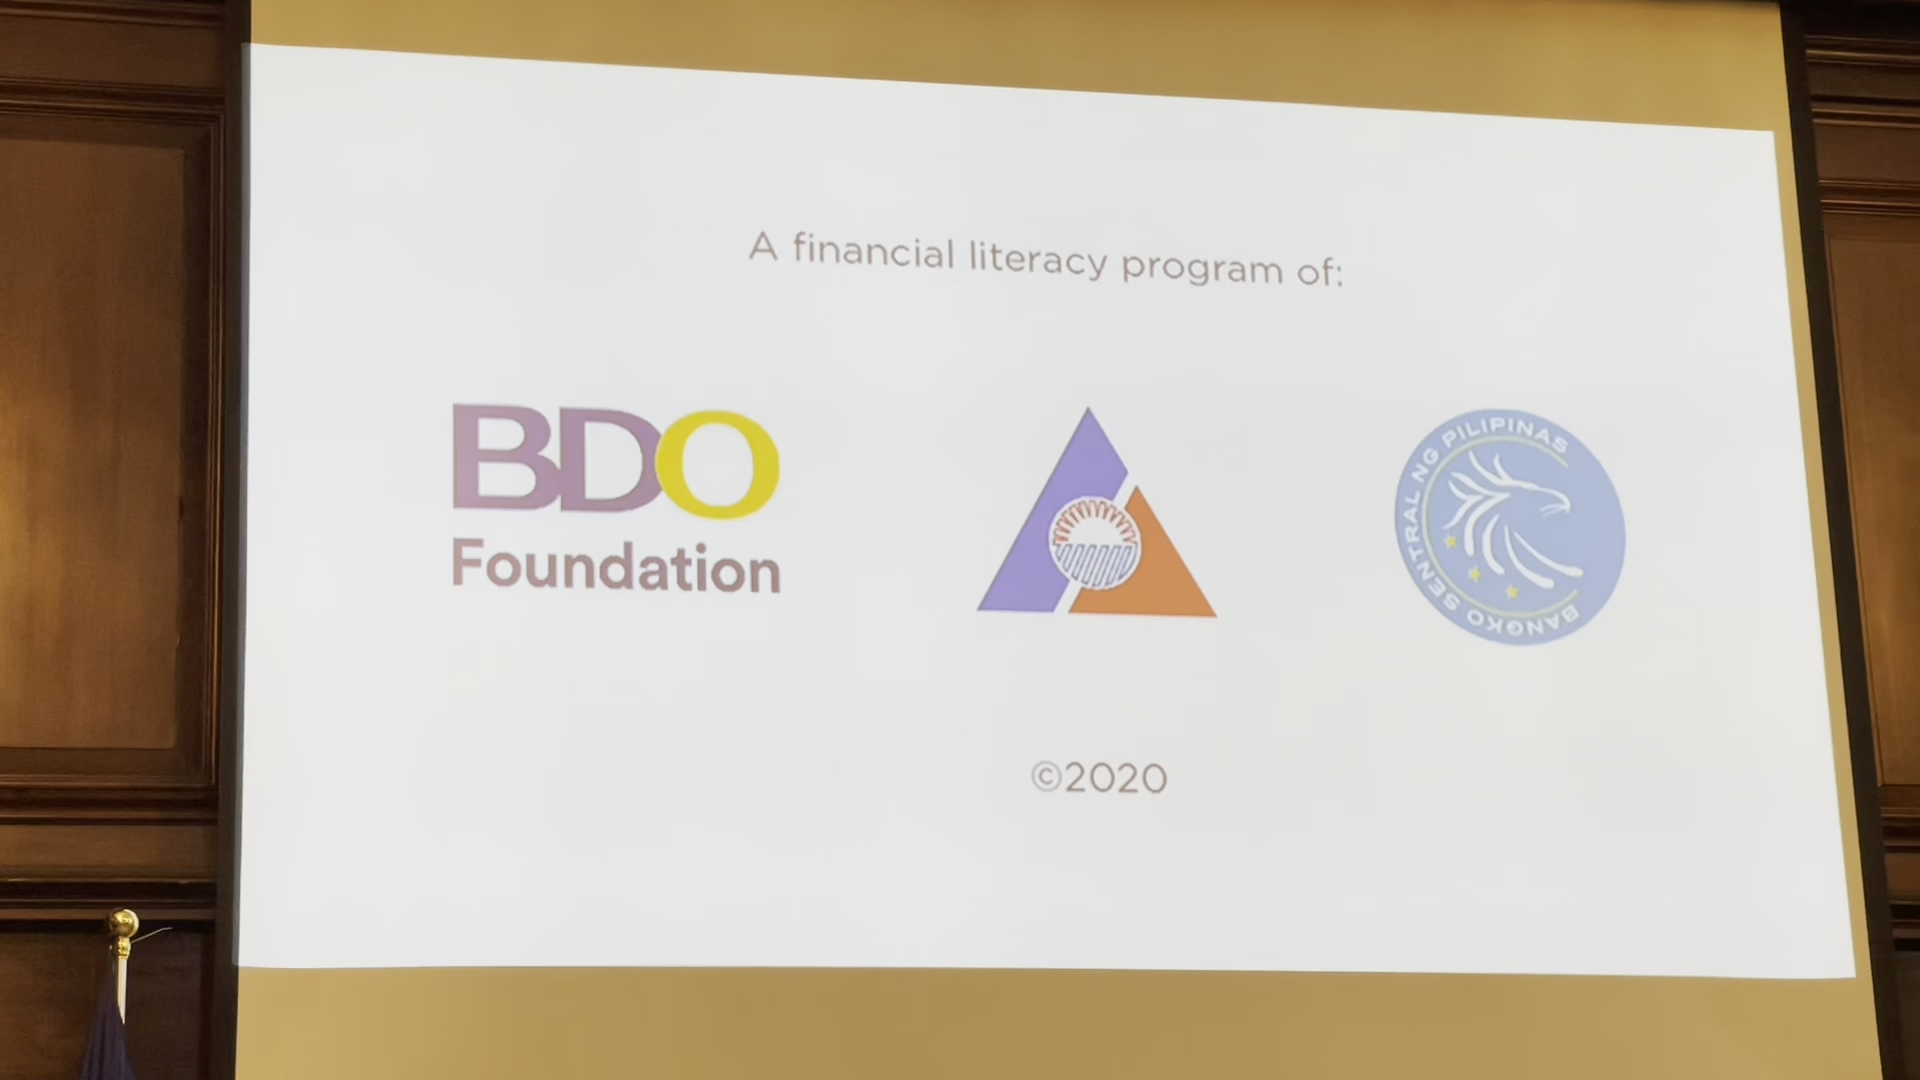 A financial literacy program of:
BDO
Foundation
BANGKO SENTRAL NG PILIPINAS
©2020